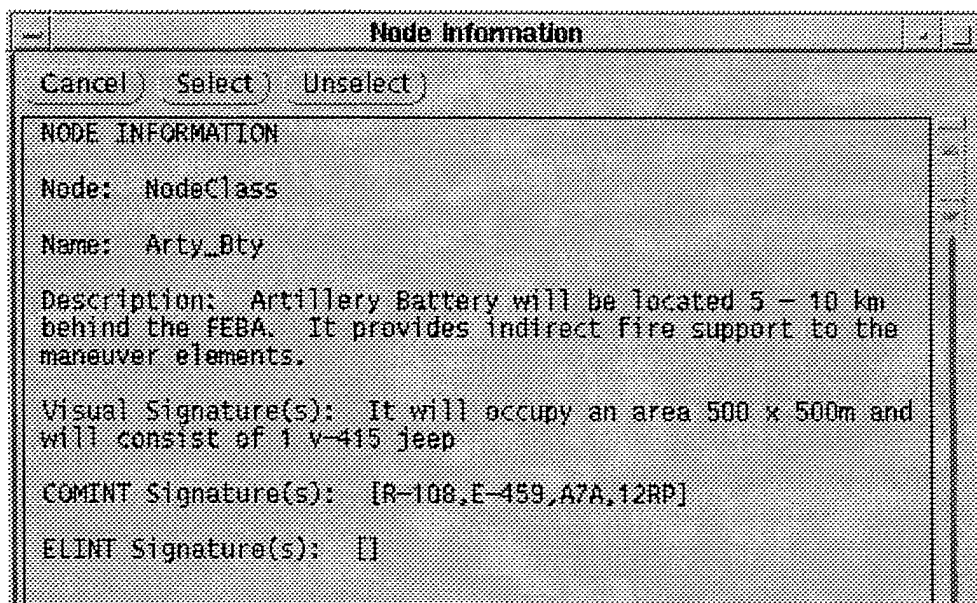 Node Information
Cancel Select Unselect
NODE INFORMATION
Node: NodeClass
Name: Arty_Bty
Description: Artillery Battery will be located 5 - 10 km
behind the FEBA. It provides indirect fire support to the
maneuver elements.
Visual Signature(s): It will occupy an area 500 x 500m and
will consist of 1 v-415 jeep
COMINT Signature(s): [R-108,E-459,A7A,12RP]
ELINT Signature(s): []